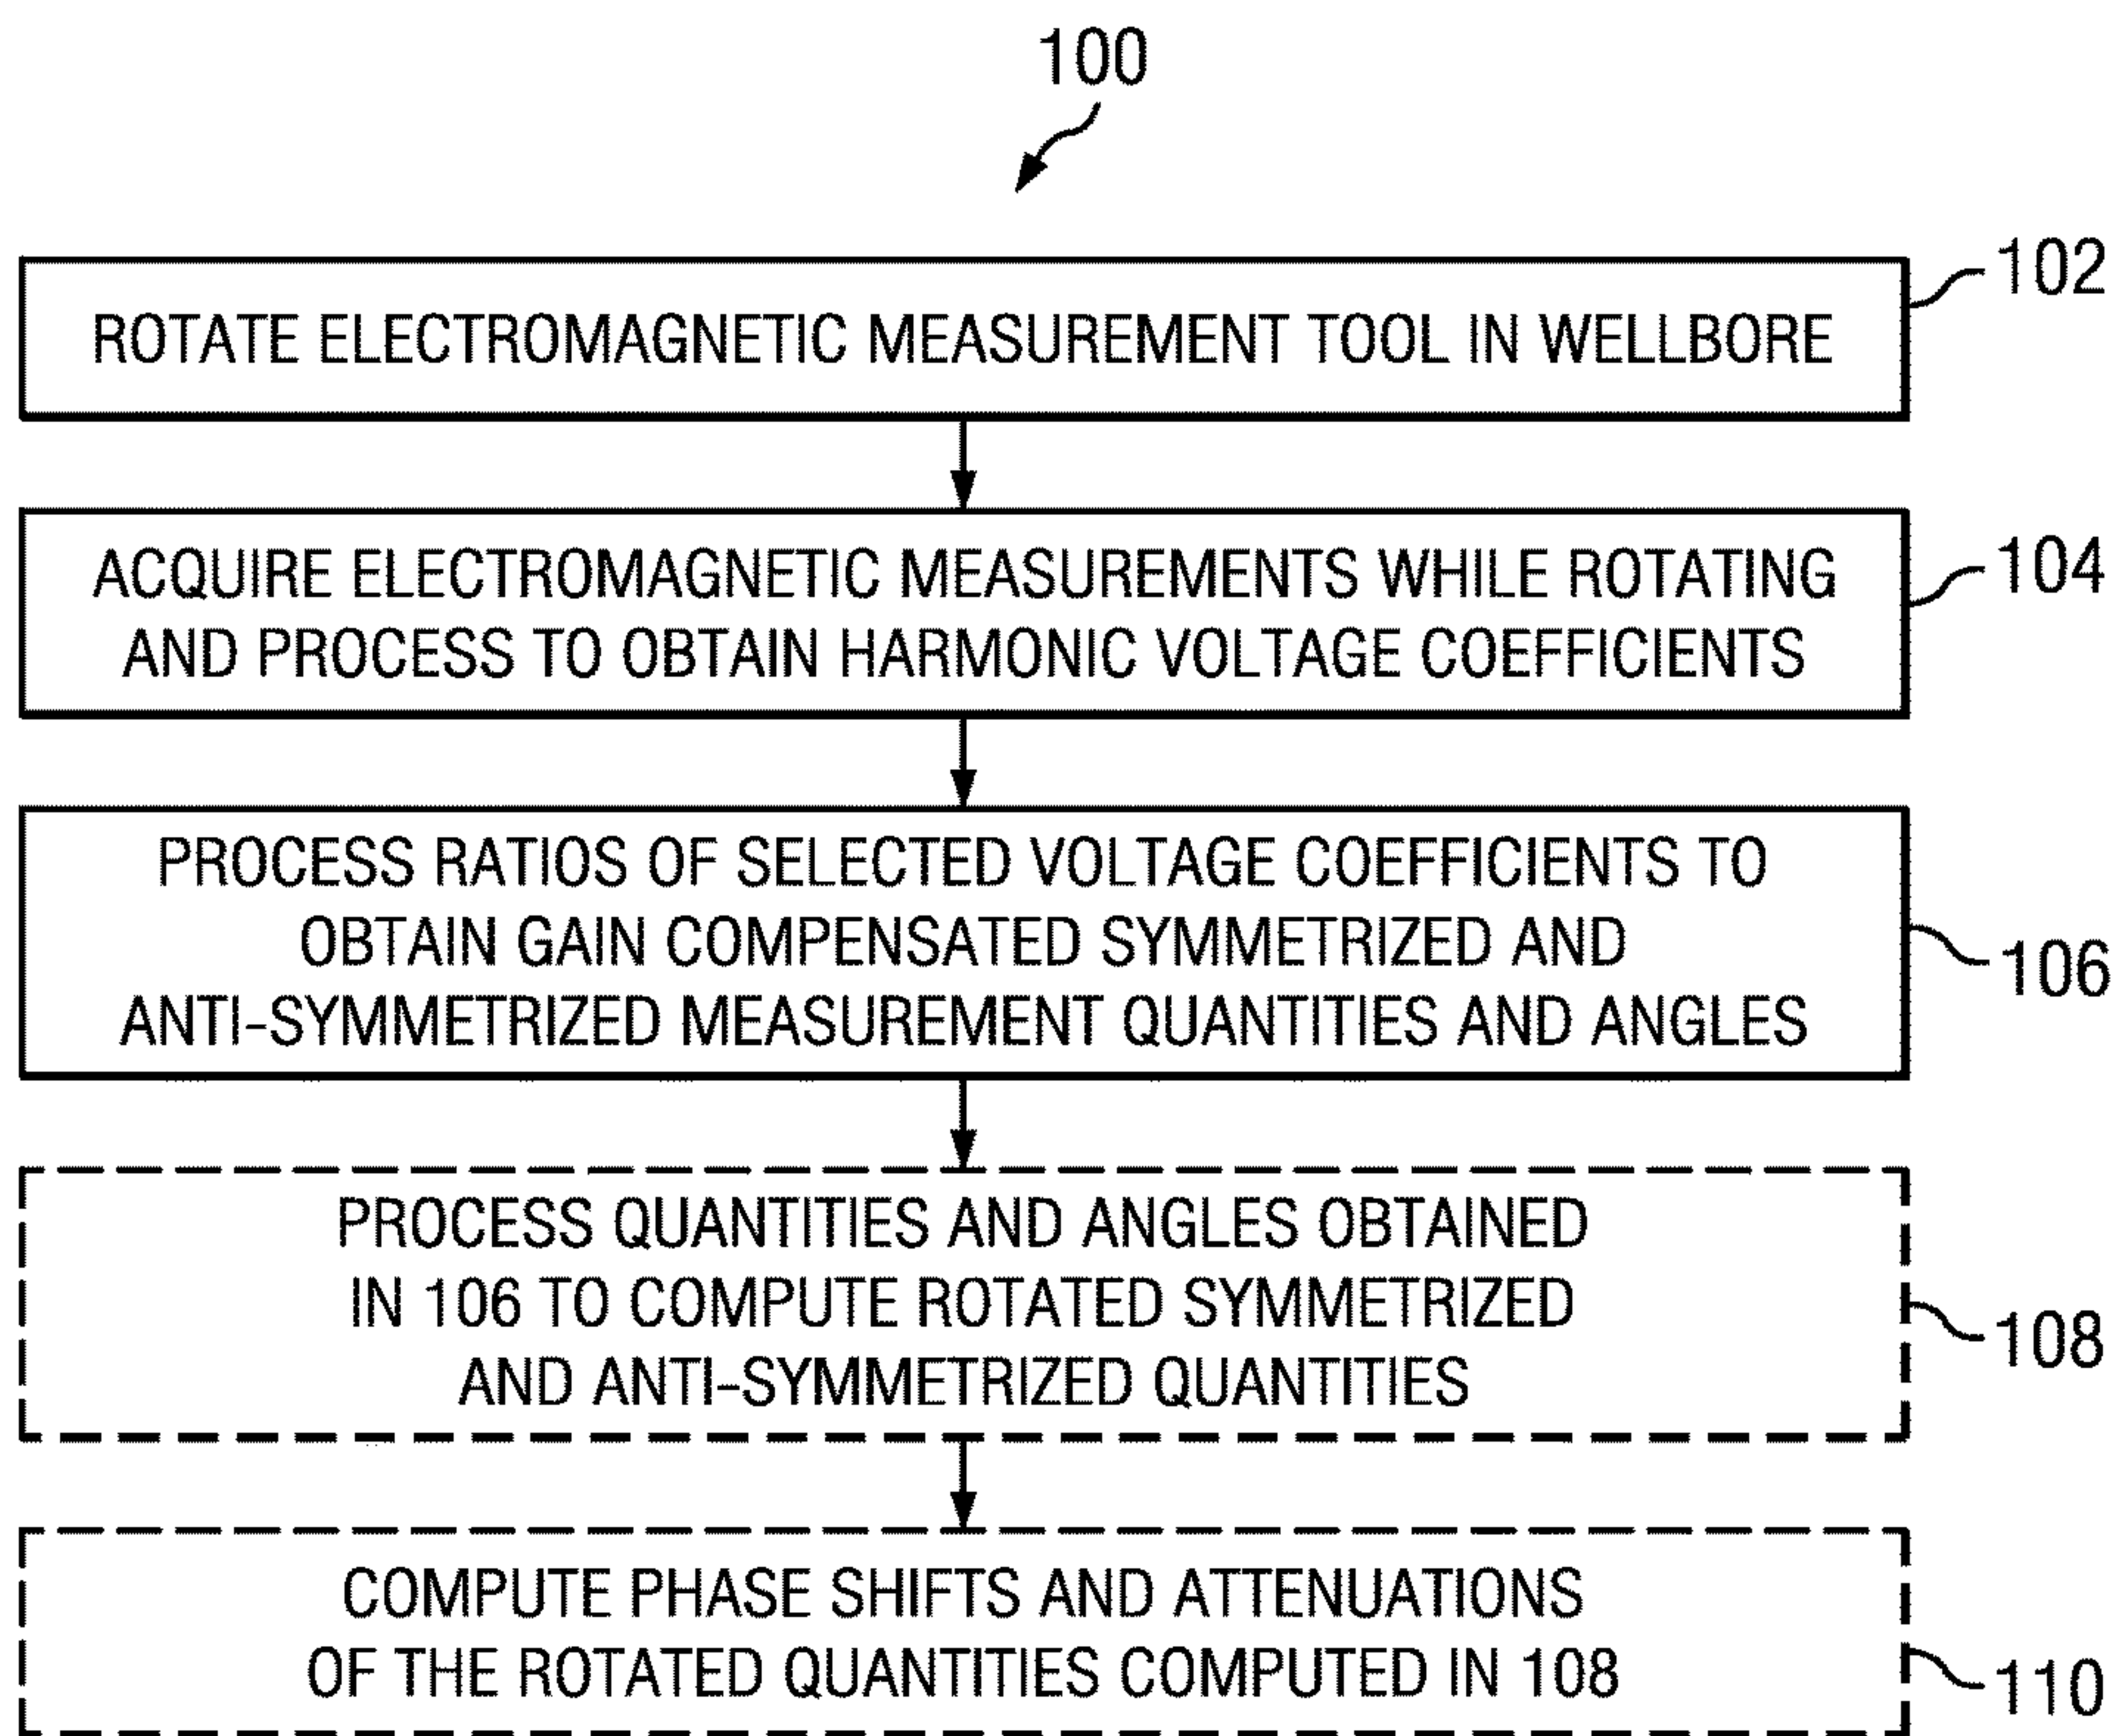 100
102
ROTATE ELECTROMAGNETIC MEASUREMENT TOOL IN WELLBORE
ACQUIRE ELECTROMAGNETIC MEASUREMENTS WHILE ROTATING
AND PROCESS TO OBTAIN HARMONIC VOLTAGE COEFFICIENTS
104
PROCESS RATIOS OF SELECTED VOLTAGE COEFFICIENTS TO
OBTAIN GAIN COMPENSATED SYMMETRIZED AND
ANTI-SYMMETRIZED MEASUREMENT QUANTITIES AND ANGLES
106
PROCESS QUANTITIES AND ANGLES OBTAINED
IN 106 TO COMPUTE ROTATED SYMMETRIZED
AND ANTI-SYMMETRIZED QUANTITIES
108
COMPUTE PHASE SHIFTS AND ATTENUATIONS
OF THE ROTATED QUANTITIES COMPUTED IN 108
110